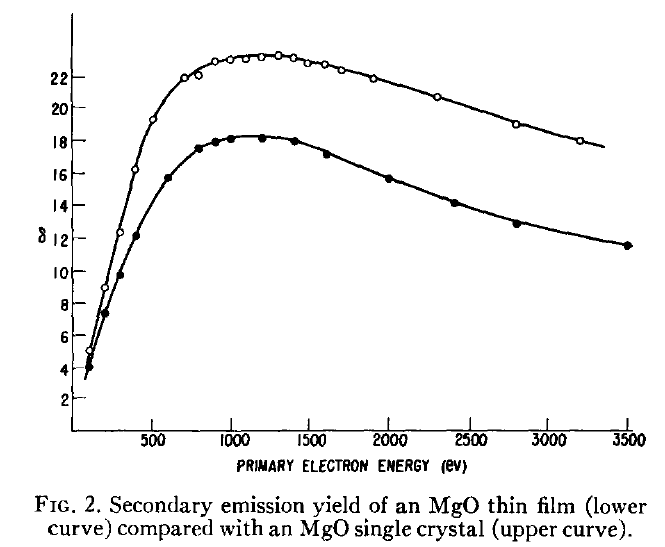 22
20
18
16
14
δ 12
10
8
6
4
2
500 1000 1500 2000 2500 3000 3500
PRIMARY ELECTRON ENERGY (eV)
FIG. 2. Secondary emission yield of an MgO thin film (lower
curve) compared with an MgO single crystal (upper curve).